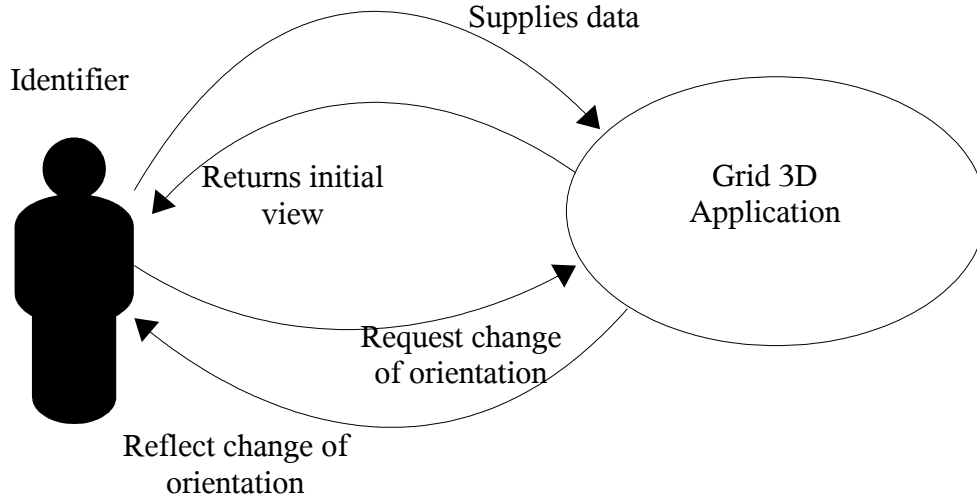 Supplies data
Identifier
Returns initial
view
Grid 3D
Application
Request change
of orientation
Reflect change of
orientation